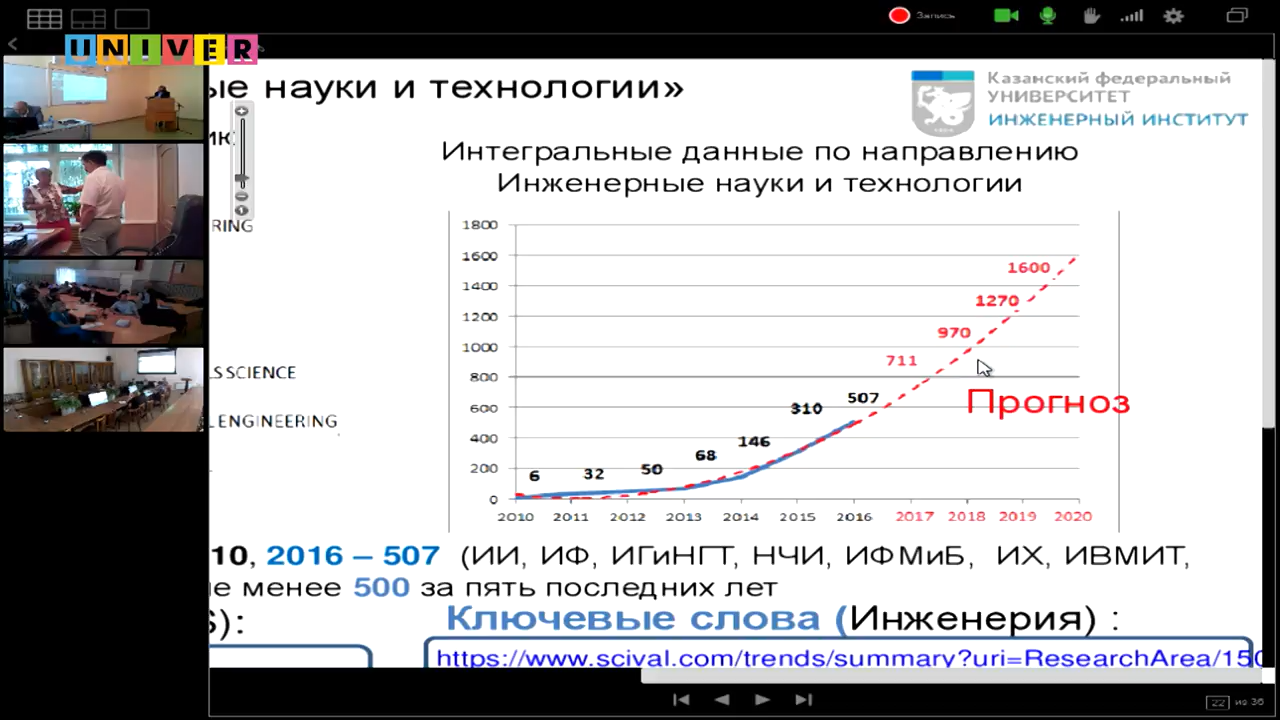 Запись
UNIVER
ые науки и технологии»
Казанский федеральный
УНИВЕРСИТЕТ
ИНЖЕНЕРНЫЙ ИНСТИТУТ
RING
SSCIENCE
ENGINEERING
Интегральные данные по направлению
Инженерные науки и технологии
1800
1600
1400
1200
1000
800
600
400
200
0
6
32
50
68
146
310
507
711
970
1270
1600
Прогноз
2010 2011 2012 2013 2014 2015 2016 2017 2018 2019 2020
10, 2016 – 507 (ИИ, ИФ, ИГиНГТ, НЧИ, ИФМиБ, ИХ, ИВМИТ,
е менее 500 за пять последних лет
S):
Ключевые слова (Инженерия) :
https://www.scival.com/trends/summary?uri=ResearchArea/150
22 из 36